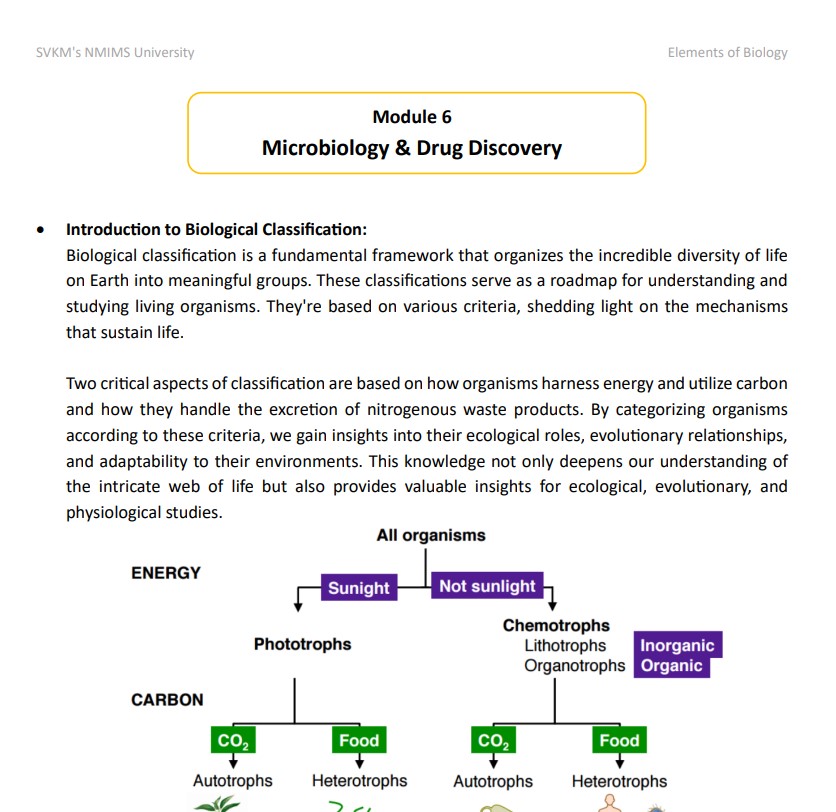 SVKM's NMIMS University Elements of Biology
Module 6
Microbiology & Drug Discovery
• Introduction to Biological Classification:
Biological classification is a fundamental framework that organizes the incredible diversity of life
on Earth into meaningful groups. These classifications serve as a roadmap for understanding and
studying living organisms. They're based on various criteria, shedding light on the mechanisms
that sustain life.
Two critical aspects of classification are based on how organisms harness energy and utilize carbon
and how they handle the excretion of nitrogenous waste products. By categorizing organisms
according to these criteria, we gain insights into their ecological roles, evolutionary relationships,
and adaptability to their environments. This knowledge not only deepens our understanding of
the intricate web of life but also provides valuable insights for ecological, evolutionary, and
physiological studies.
All organisms
ENERGY
Sunight Not sunlight
Chemotrophs
Phototrophs Lithotrophs Inorganic
Organotrophs Organic
CARBON
CO₂ Food CO₂ Food
Autotrophs Heterotrophs Autotrophs Heterotrophs